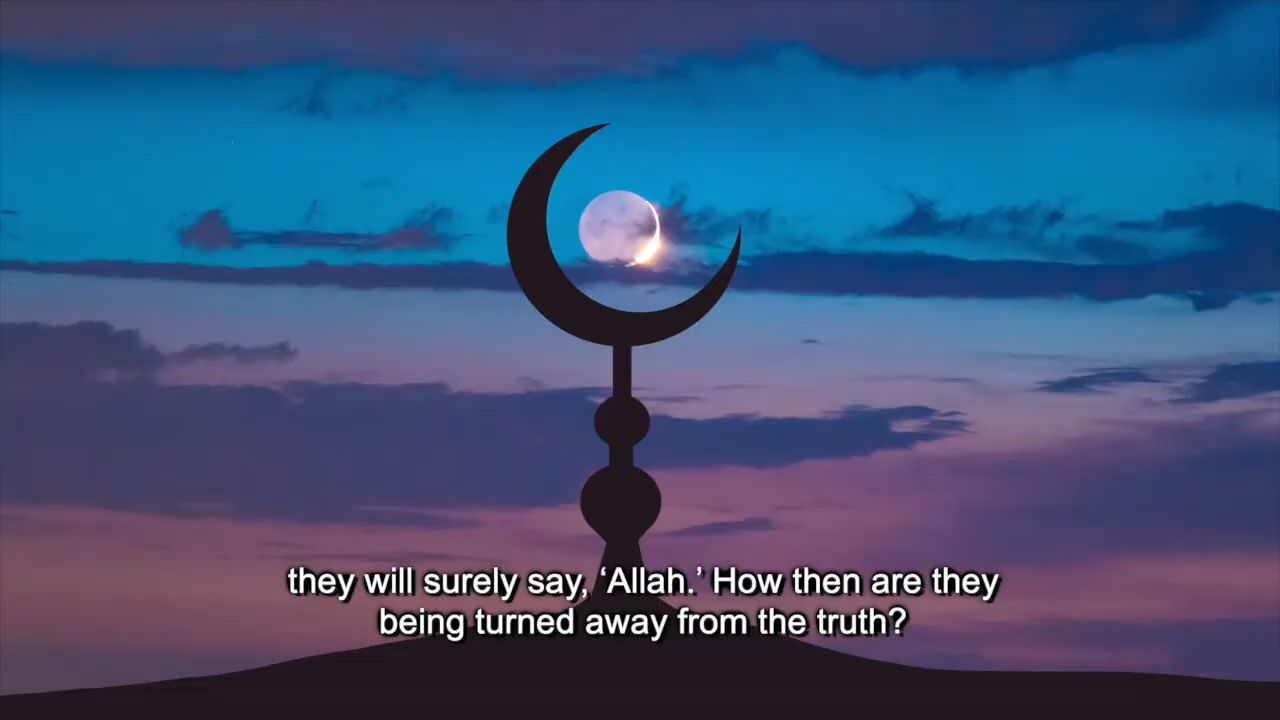 they will surely say, ‘Allah.’ How then are they
being turned away from the truth?